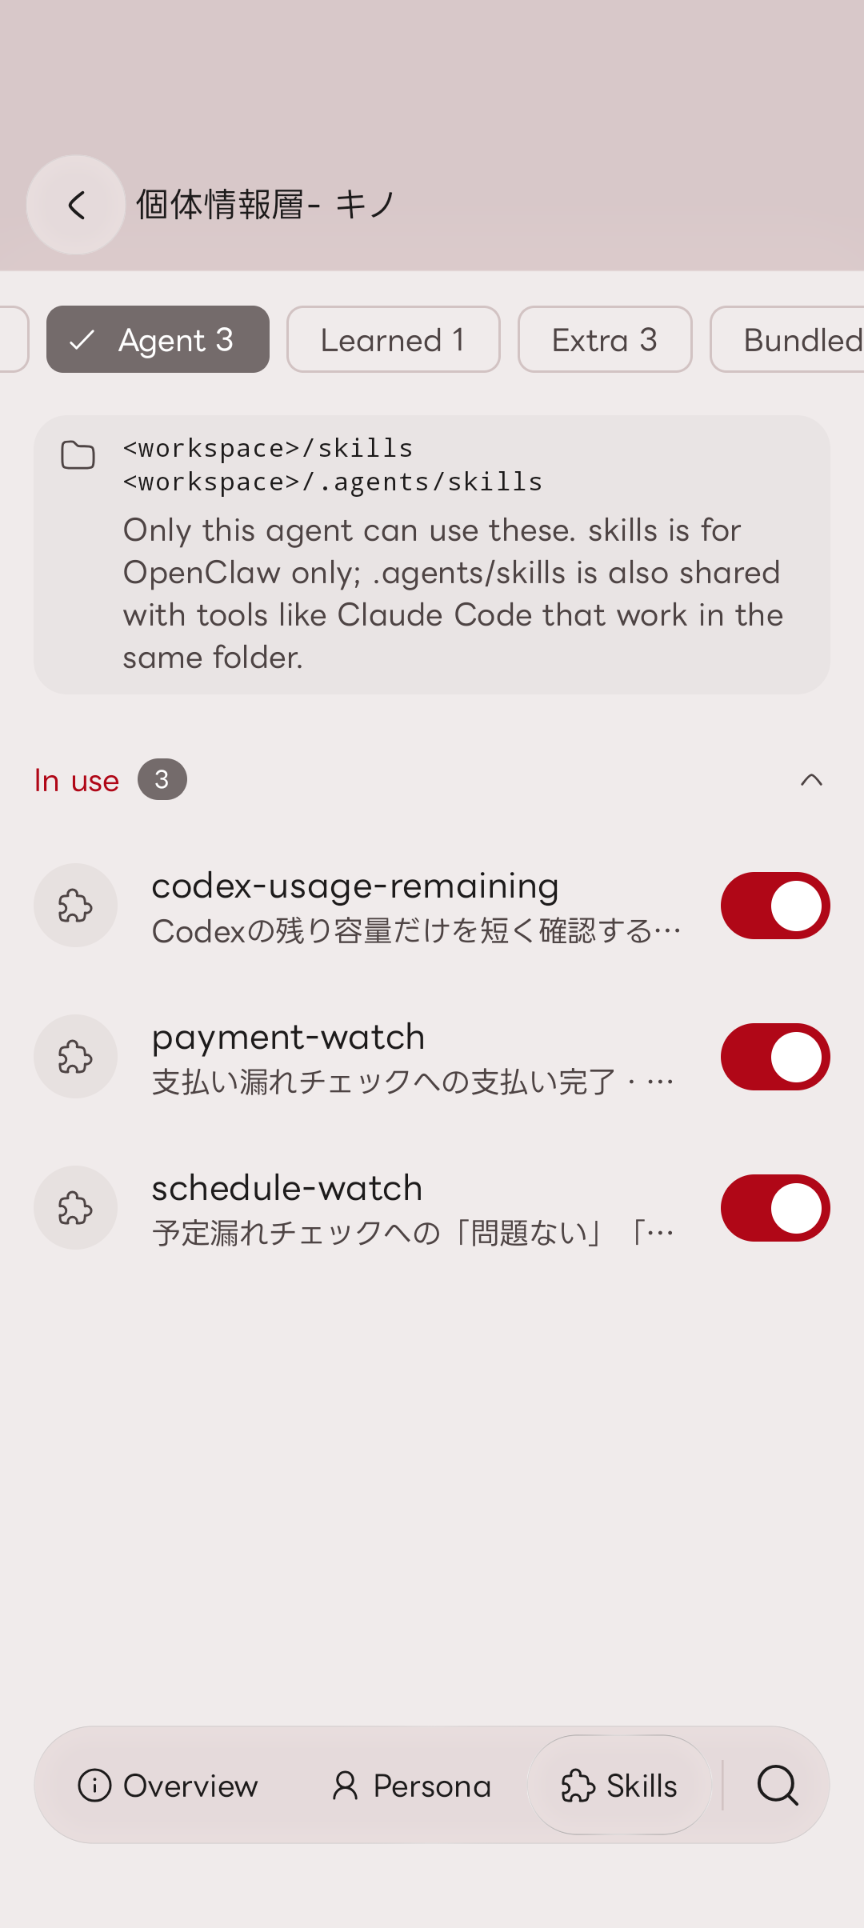 個体情報層- キノ
Agent 3
Learned 1
Extra 3
Bundled
<workspace>/skills
<workspace>/.agents/skills
Only this agent can use these. skills is for
OpenClaw only; .agents/skills is also shared
with tools like Claude Code that work in the
same folder.
In use 3
codex-usage-remaining
Codexの残り容量だけを短く確認する…
payment-watch
支払い漏れチェックへの支払い完了・…
schedule-watch
予定漏れチェックへの「問題ない」「…
Overview
Persona
Skills